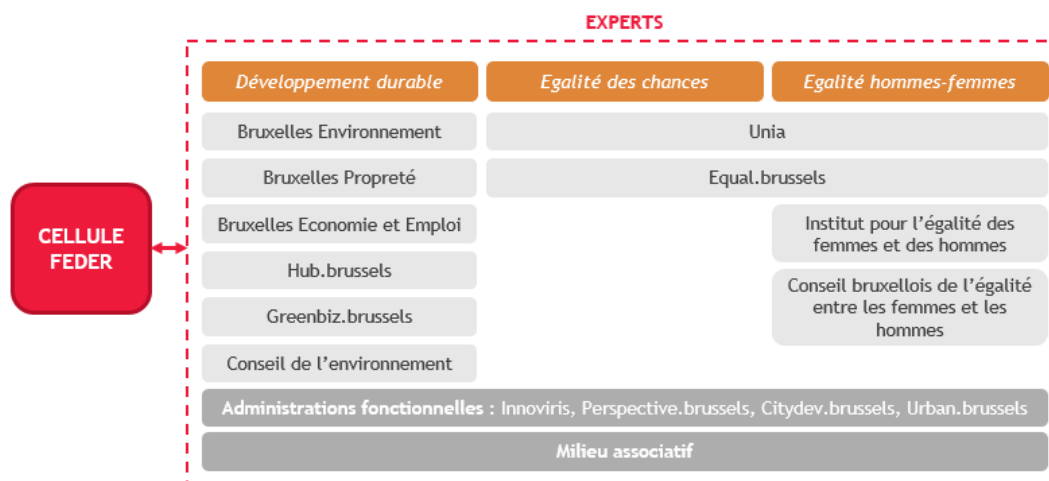 EXPERTS
Développement durable
Egalité des chances
Egalité hommes-femmes
Bruxelles Environnement
Unia
Bruxelles Propreté
Equal.brussels
CELLULE
FEDER
Bruxelles Economie et Emploi
Institut pour l’égalité des
femmes et des hommes
Hub.brussels
Conseil bruxellois de l’égalité
entre les femmes et les
hommes
Greenbiz.brussels
Conseil de l’environnement
Administrations fonctionnelles : Innoviris, Perspective.brussels, Citydev.brussels, Urban.brussels
Milieu associatif